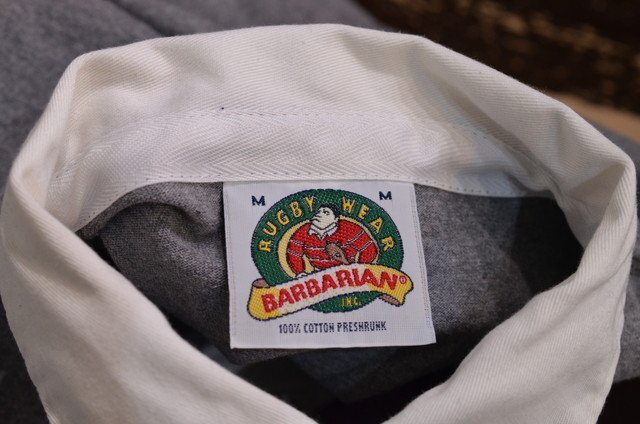 M M
RUGBY WEAR
BARBARIAN®
INC.
100% COTTON PRESHRUNK